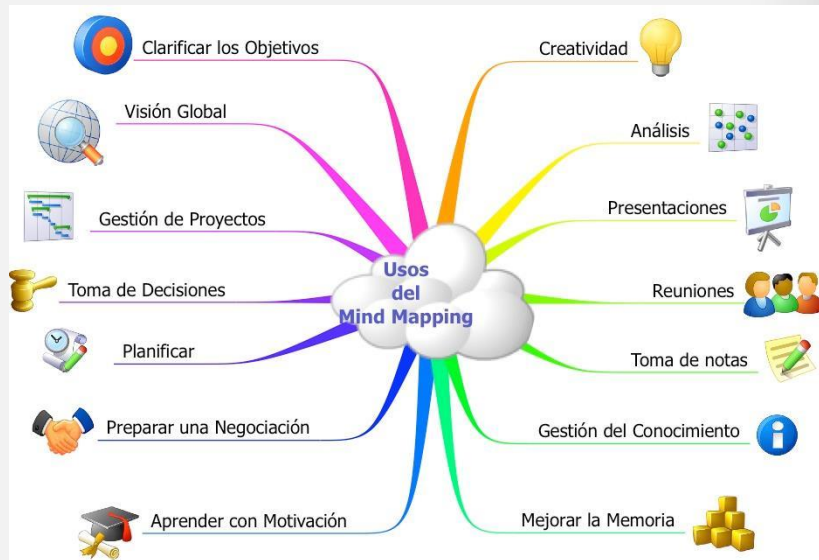 Usos
del
Mind Mapping
Creatividad
Análisis
Presentaciones
Reuniones
Toma de notas
Gestión del Conocimiento
Mejorar la Memoria
Aprender con Motivación
Preparar una Negociación
Planificar
Toma de Decisiones
Gestión de Proyectos
Visión Global
Clarificar los Objetivos